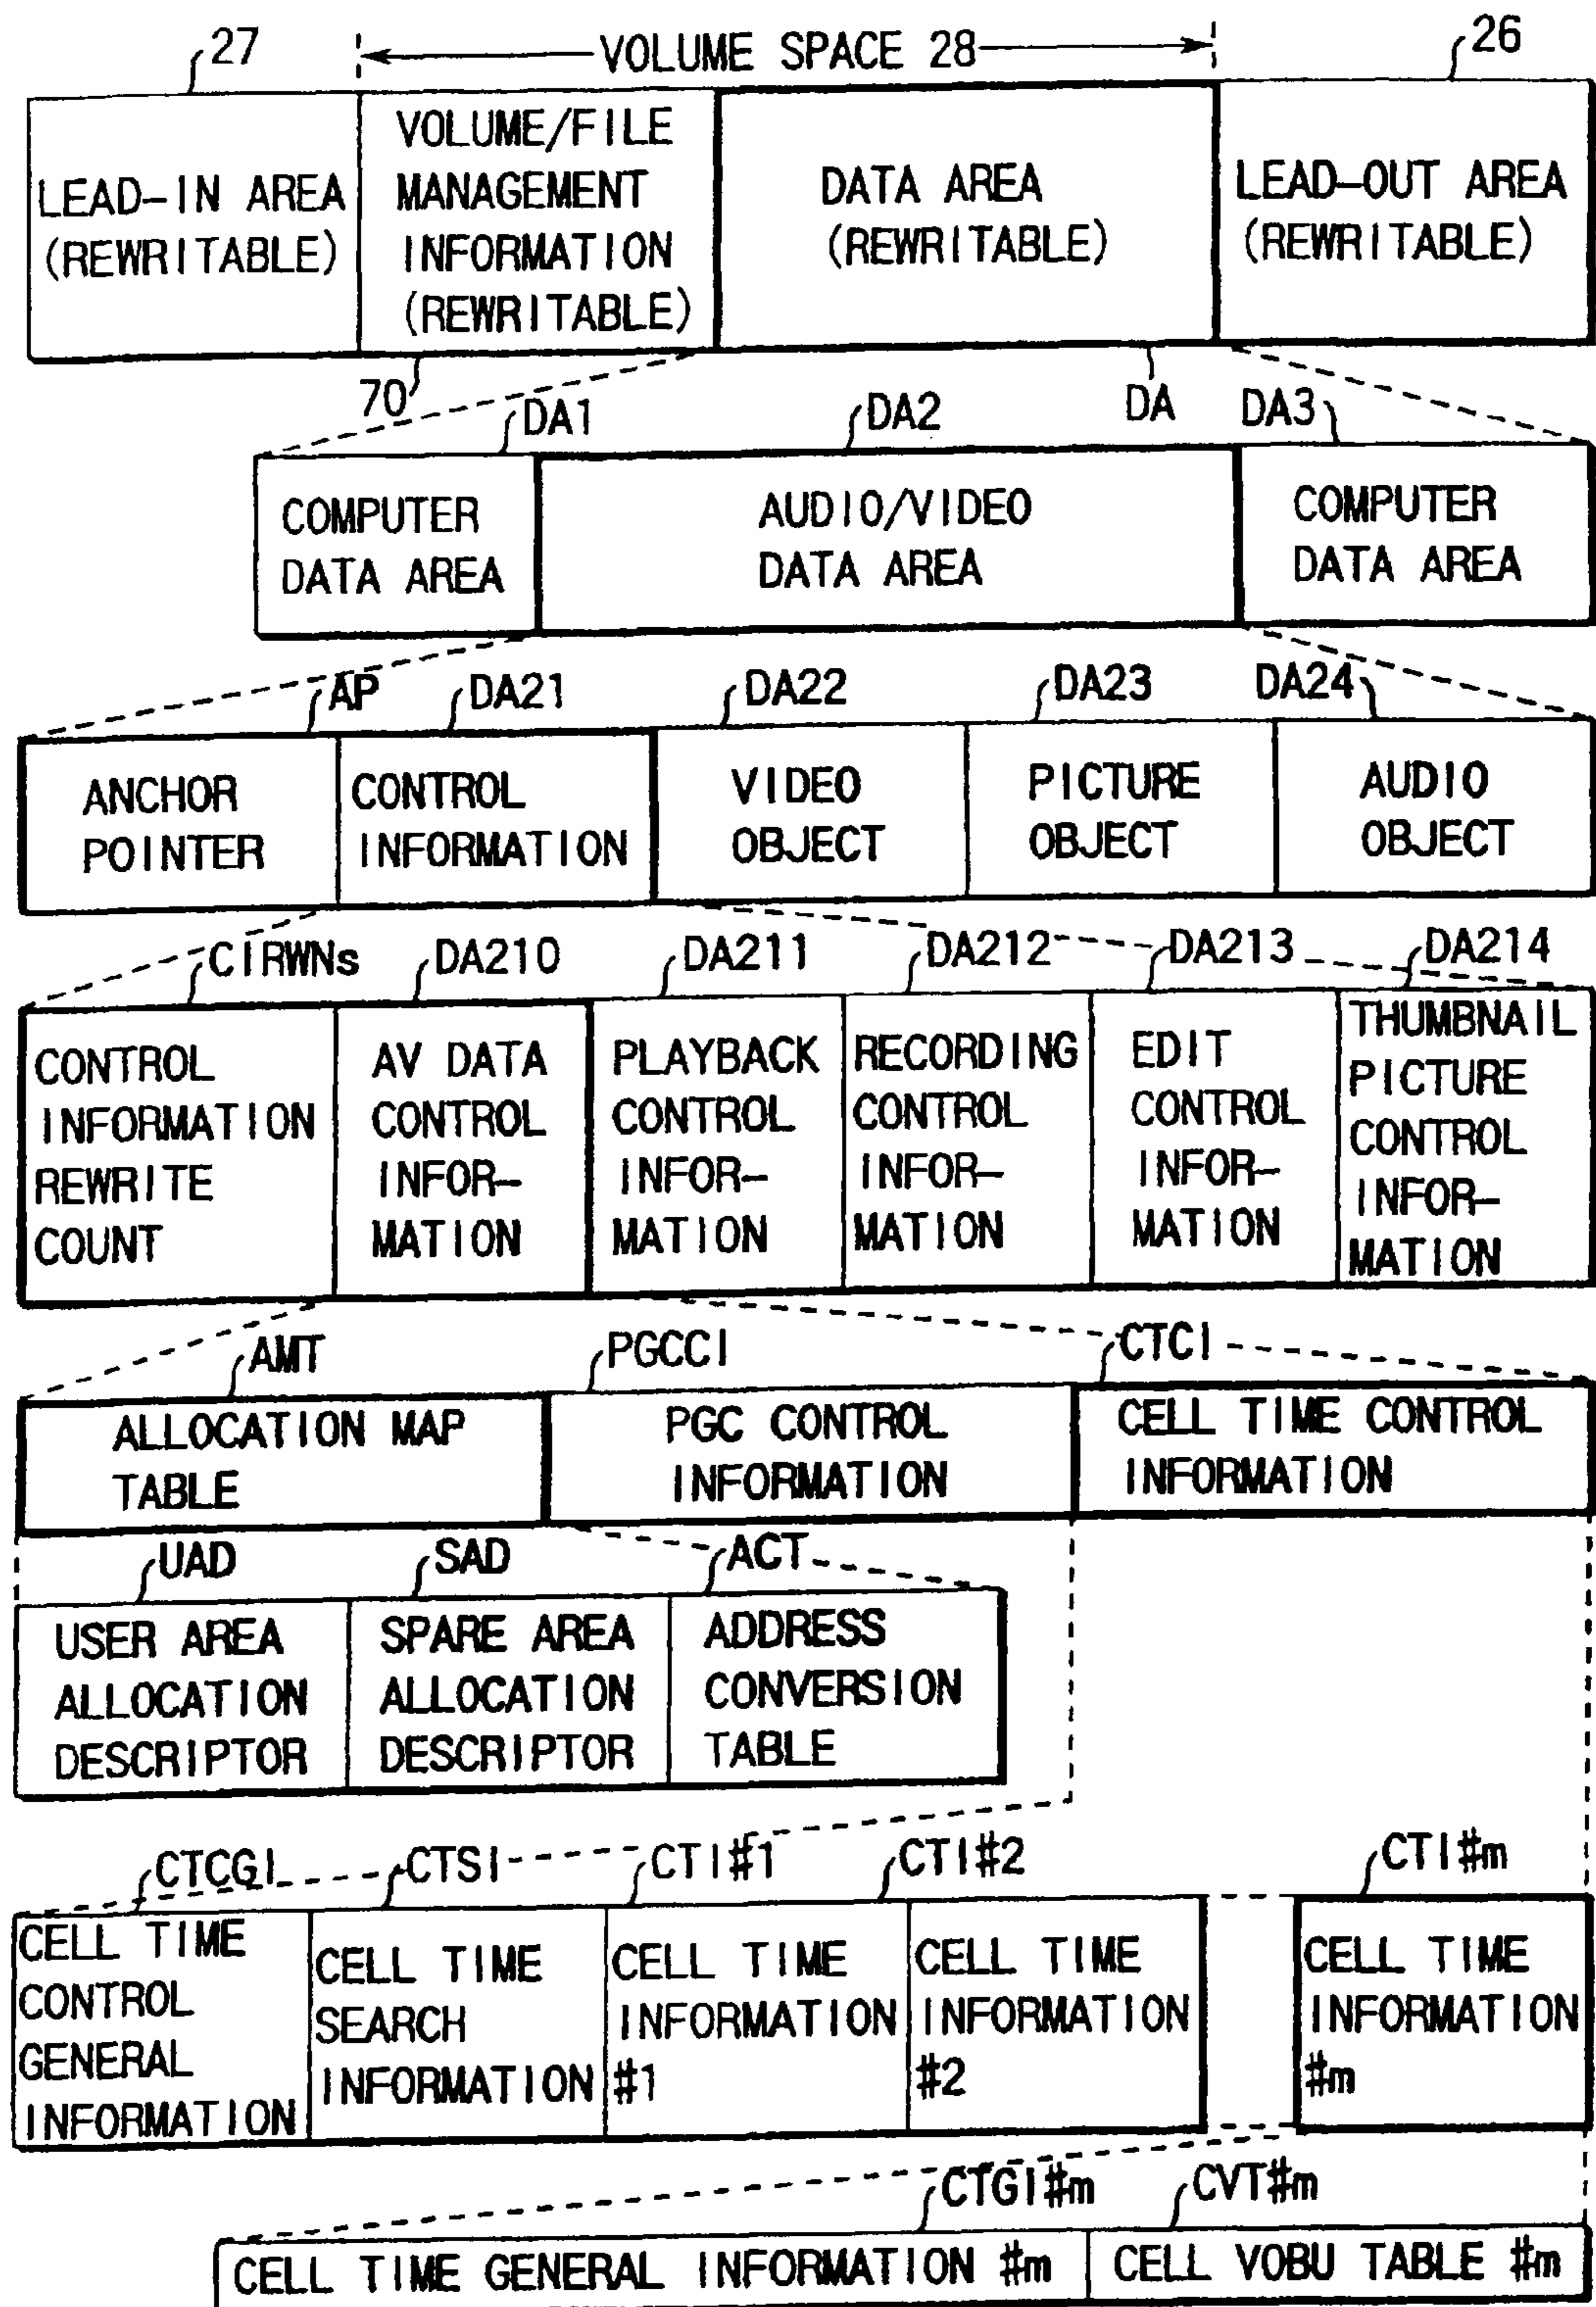 27
VOLUME SPACE 28
26
LEAD-IN AREA
(REWRITABLE)
VOLUME/FILE
MANAGEMENT
INFORMATION
(REWRITABLE)
DATA AREA
(REWRITABLE)
LEAD-OUT AREA
(REWRITABLE)
70
DA
DA1
DA2
DA3
COMPUTER
DATA AREA
AUDIO/VIDEO
DATA AREA
COMPUTER
DATA AREA
AP
DA21
DA22
DA23
DA24
ANCHOR
POINTER
CONTROL
INFORMATION
VIDEO
OBJECT
PICTURE
OBJECT
AUDIO
OBJECT
CIRWNs
DA210
DA211
DA212
DA213
DA214
CONTROL
INFORMATION
REWRITE
COUNT
AV DATA
CONTROL
INFOR-
MATION
PLAYBACK
CONTROL
INFOR-
MATION
RECORDING
CONTROL
INFOR-
MATION
EDIT
CONTROL
INFOR-
MATION
THUMBNAIL
PICTURE
CONTROL
INFOR-
MATION
AMT
PGCCI
CTCI
ALLOCATION MAP
TABLE
PGC CONTROL
INFORMATION
CELL TIME CONTROL
INFORMATION
UAD
SAD
ACT
USER AREA
ALLOCATION
DESCRIPTOR
SPARE AREA
ALLOCATION
DESCRIPTOR
ADDRESS
CONVERSION
TABLE
CTCGI
CTSI
CTI#1
CTI#2
CTI#m
CELL TIME
CONTROL
GENERAL
INFORMATION
CELL TIME
SEARCH
INFORMATION
CELL TIME
INFORMATION
#1
CELL TIME
INFORMATION
#2
CELL TIME
INFORMATION
#m
CTGI#m
CVT#m
CELL TIME GENERAL INFORMATION #m
CELL VOBU TABLE #m